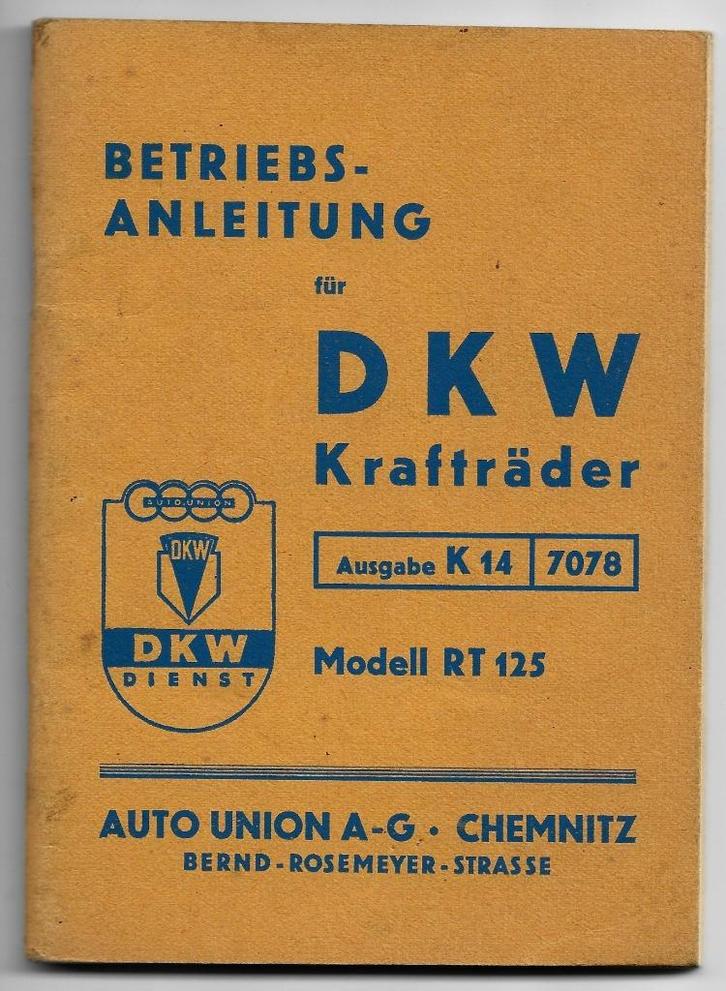 BETRIEBS-
ANLEITUNG
für
DKW
Krafträder
AUTO UNION
DKW
DKW
DIENST
Ausgabe K 14 7078
Modell RT 125
AUTO UNION A-G · CHEMNITZ
BERND-ROSEMEYER-STRASSE